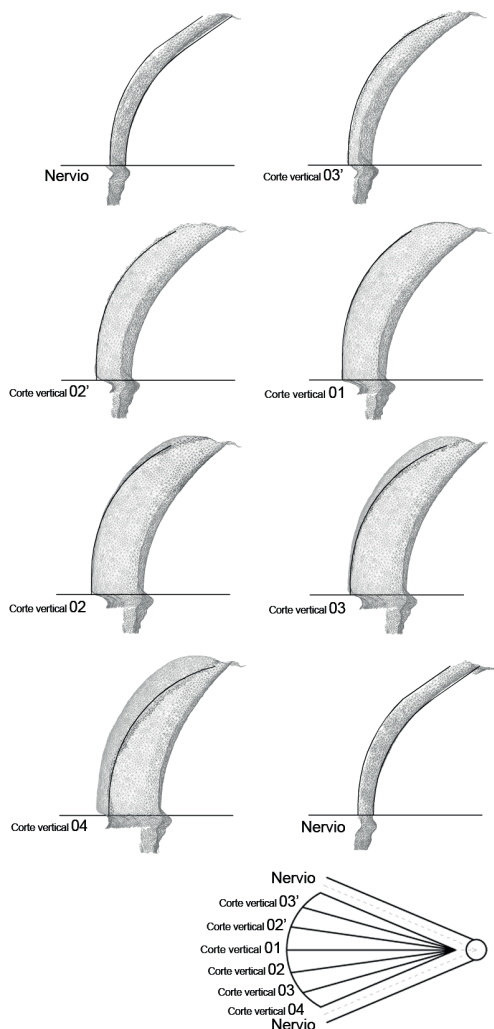 Nervio
Corte vertical 03’
Corte vertical 02’
Corte vertical 01
Corte vertical 02
Corte vertical 03
Corte vertical 04
Nervio
Nervio
Corte vertical 03’
Corte vertical 02’
Corte vertical 01
Corte vertical 02
Corte vertical 03
Corte vertical 04
Nervio